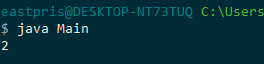 eastpris@DESKTOP-NT73TUQ C:\Users
$ java Main
2